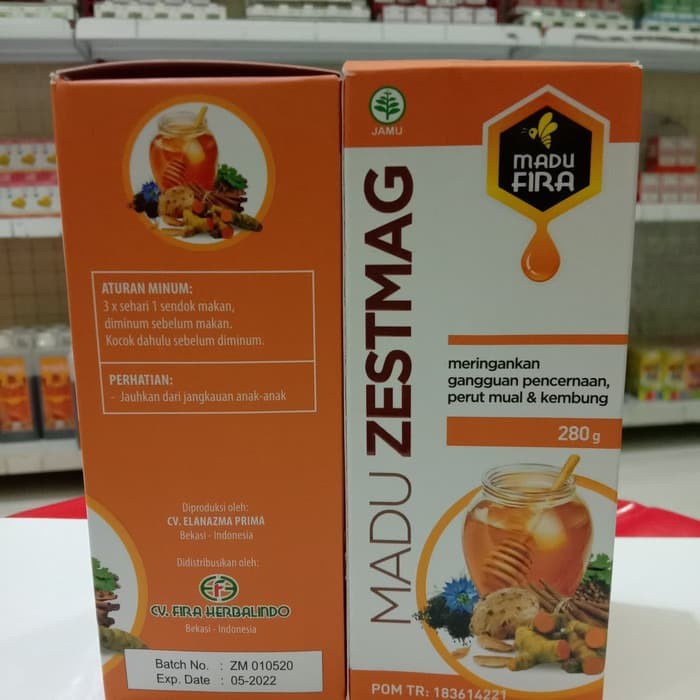 ATURAN MINUM:
3 x sehari 1 sendok makan,
diminum sebelum makan.
Kocok dahulu sebelum diminum.
PERHATIAN:
- Jauhkan dari jangkauan anak-anak
Diproduksi oleh:
CV. ELANAZMA PRIMA
Bekasi - Indonesia
Didistribusikan oleh:
CV. FIRA HERBALINDO
Bekasi - Indonesia
Batch No. : ZM 010520
Exp. Date : 05-2022
JAMU
MADU
FIRA
MADU ZESTMAG
meringankan
gangguan pencernaan,
perut mual & kembung
280 g
POM TR: 183614221